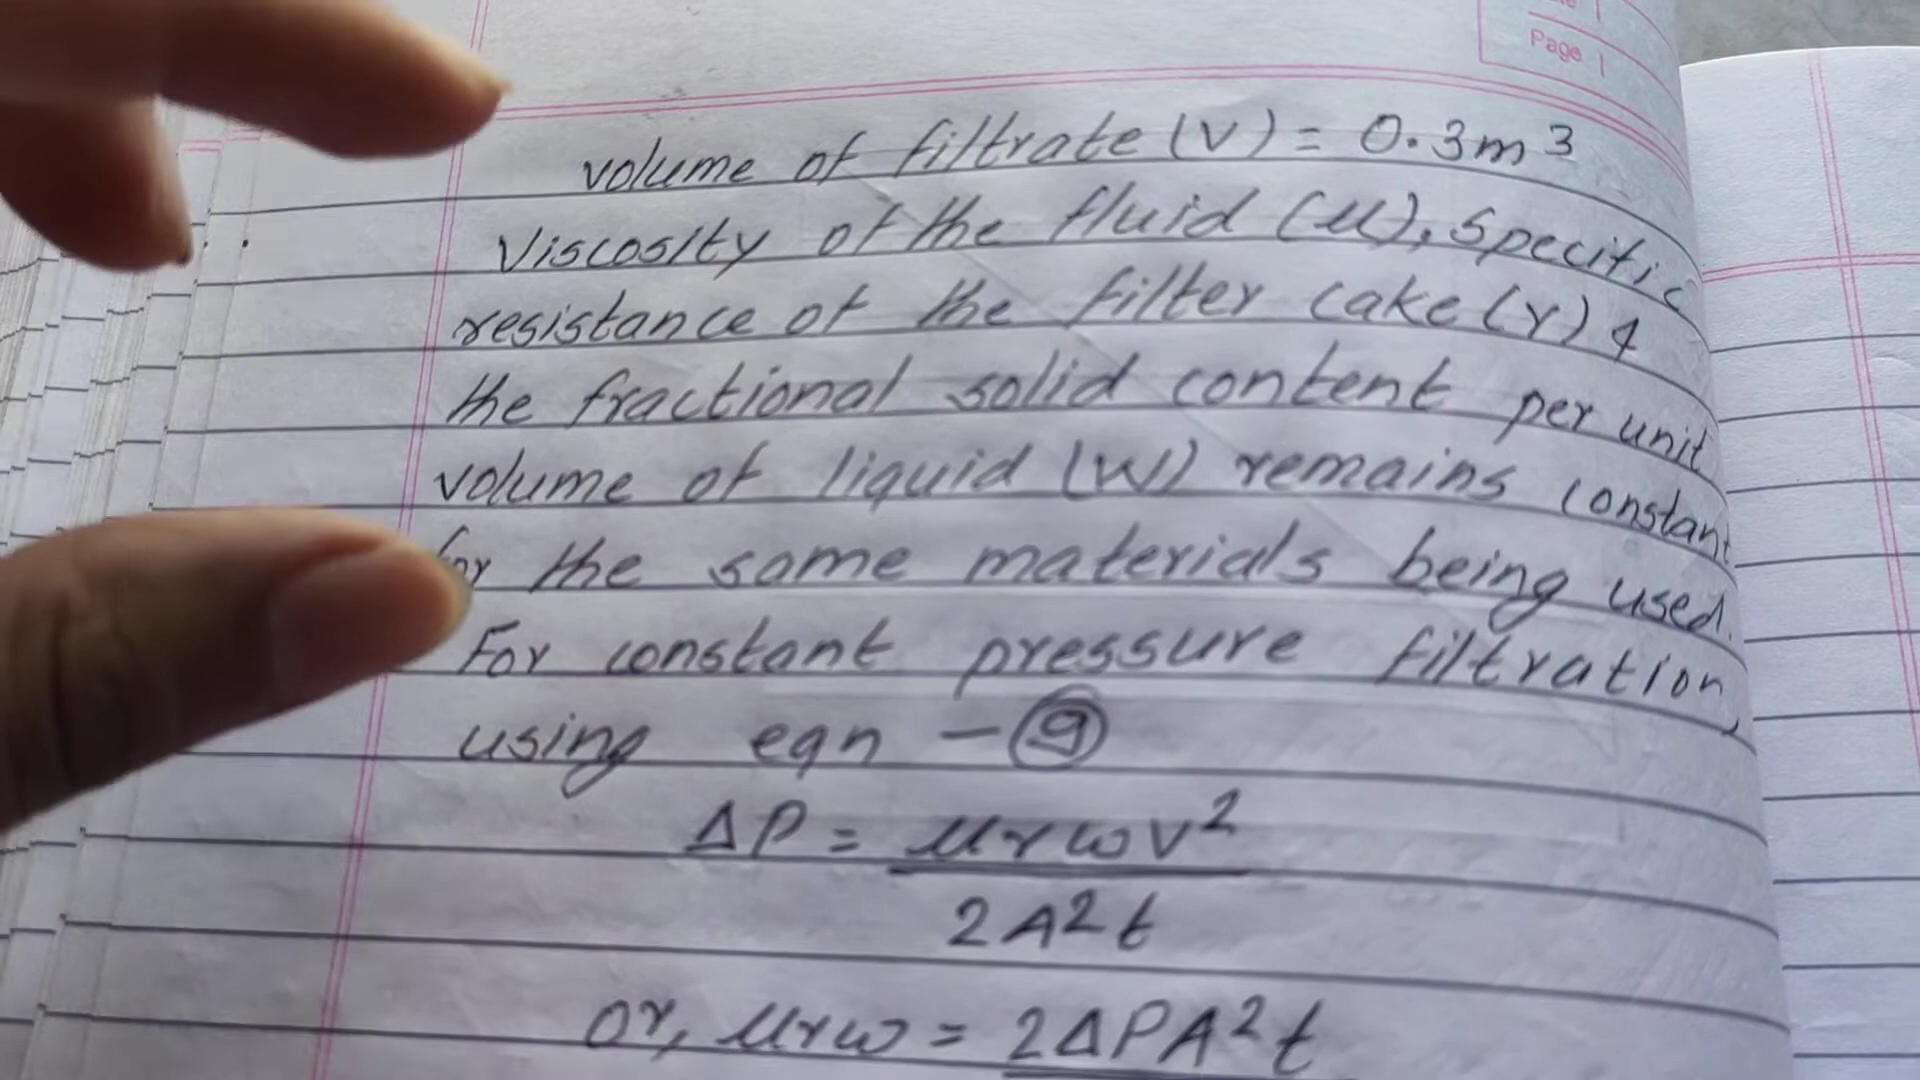 Page
volume of filtrate (V) = 0.3m³
Viscosity of the fluid (μ), specific
resistance of the filter cake (r) &
the fractional solid content per unit
volume of liquid (W) remains constant
for the same materials being used.
For constant pressure filtration,
using eqn - ⑨
ΔP = μrωv²
2A²t
or, μrω = 2ΔPA²t